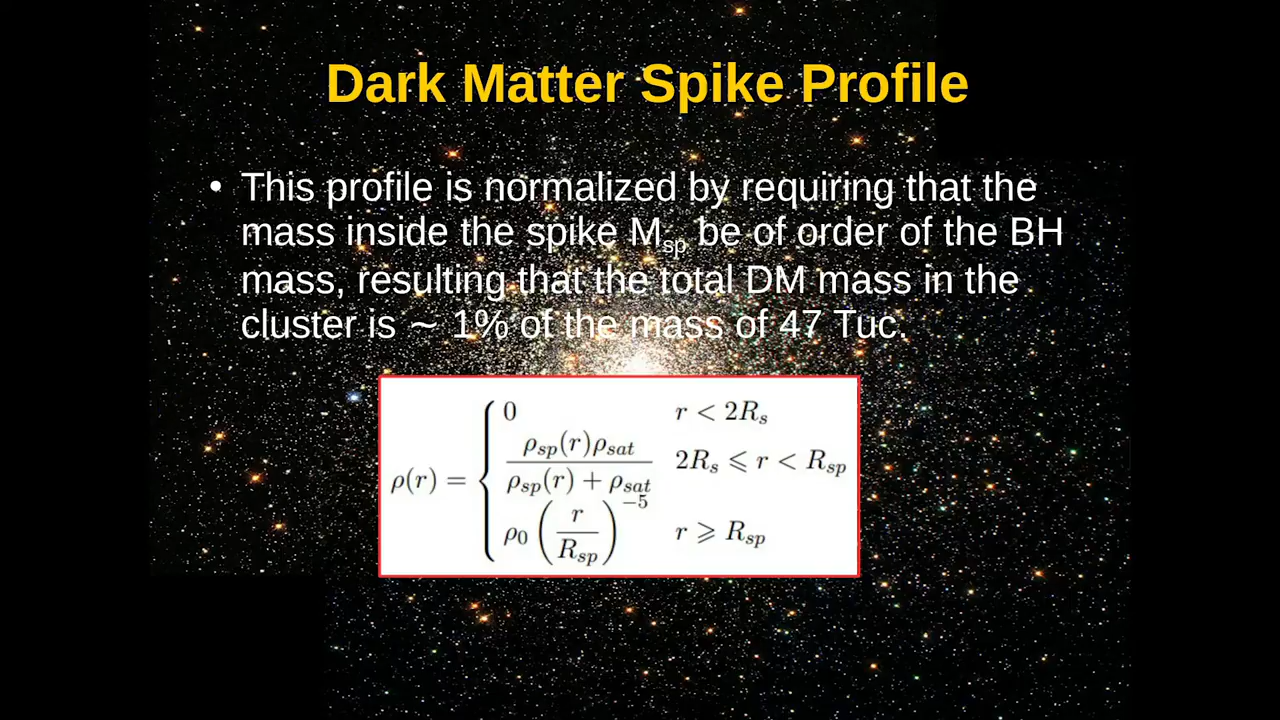 Dark Matter Spike Profile
• This profile is normalized by requiring that the
mass inside the spike M_sp be of order of the BH
mass, resulting that the total DM mass in the
cluster is ∼ 1% of the mass of 47 Tuc.
ρ(r) = { 0 r < 2R_s
ρ_sp(r)ρ_sat / (ρ_sp(r) + ρ_sat) 2R_s ⩽ r < R_sp
ρ_0 (r / R_sp)^−5 r ⩾ R_sp